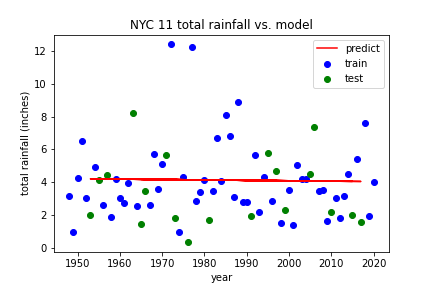 NYC 11 total rainfall vs. model
predict
train
test
total rainfall (inches)
12
10
8
6
4
2
0
1950 1960 1970 1980 1990 2000 2010 2020
year